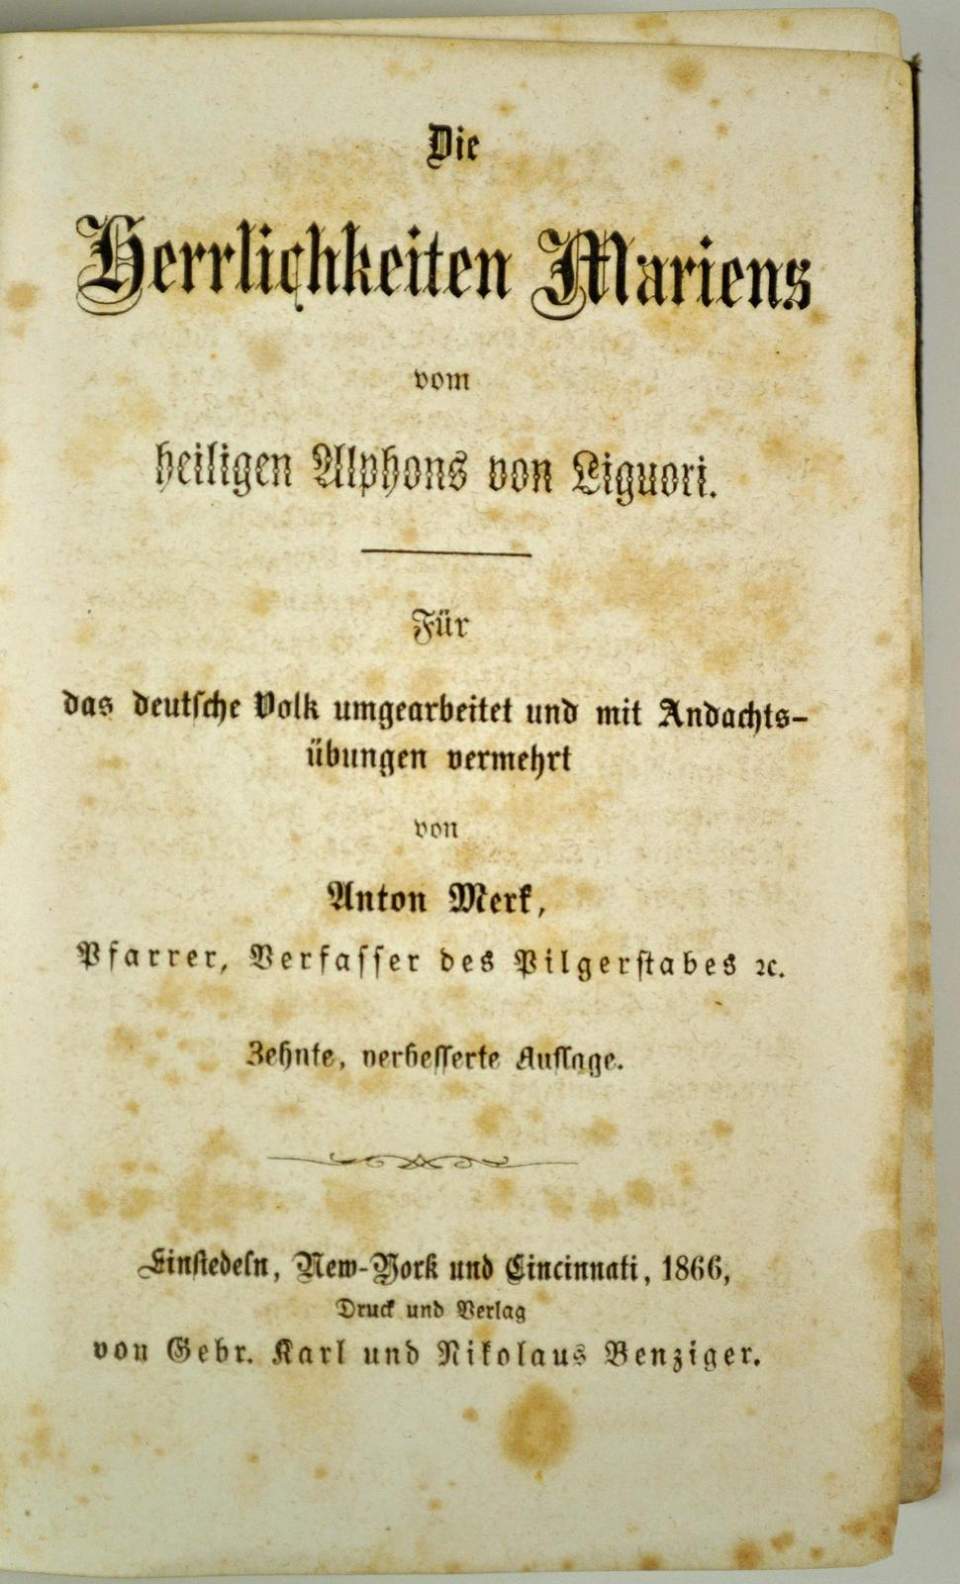 Die
Herrlichkeiten Mariens
vom
heiligen Alphons von Liguori.
Für
das deutsche Volk umgearbeitet und mit Andachts-
übungen vermehrt
von
Anton Merk,
Pfarrer, Verfasser des Pilgerstabes ꝛc.
Zehnte, verbesserte Auflage.
Einsiedeln, New-York und Cincinnati, 1866,
Druck und Verlag
von Gebr. Karl und Nikolaus Benziger.